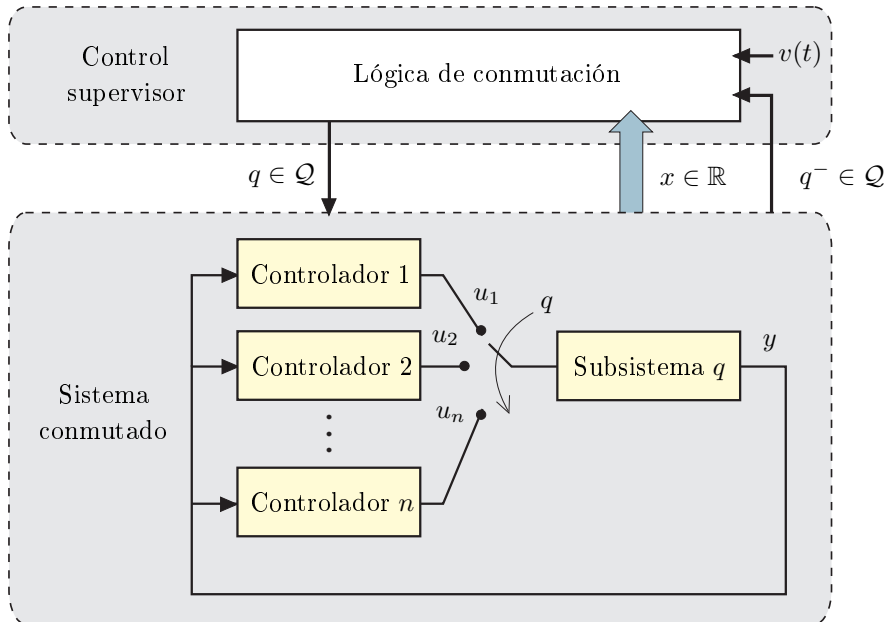 Control
supervisor
Lógica de conmutación
v(t)
q ∈ 𝒬
x ∈ ℝ
q⁻ ∈ 𝒬
Sistema
conmutado
Controlador 1
Controlador 2
Controlador n
u₁
u₂
uₙ
q
Subsistema q
y